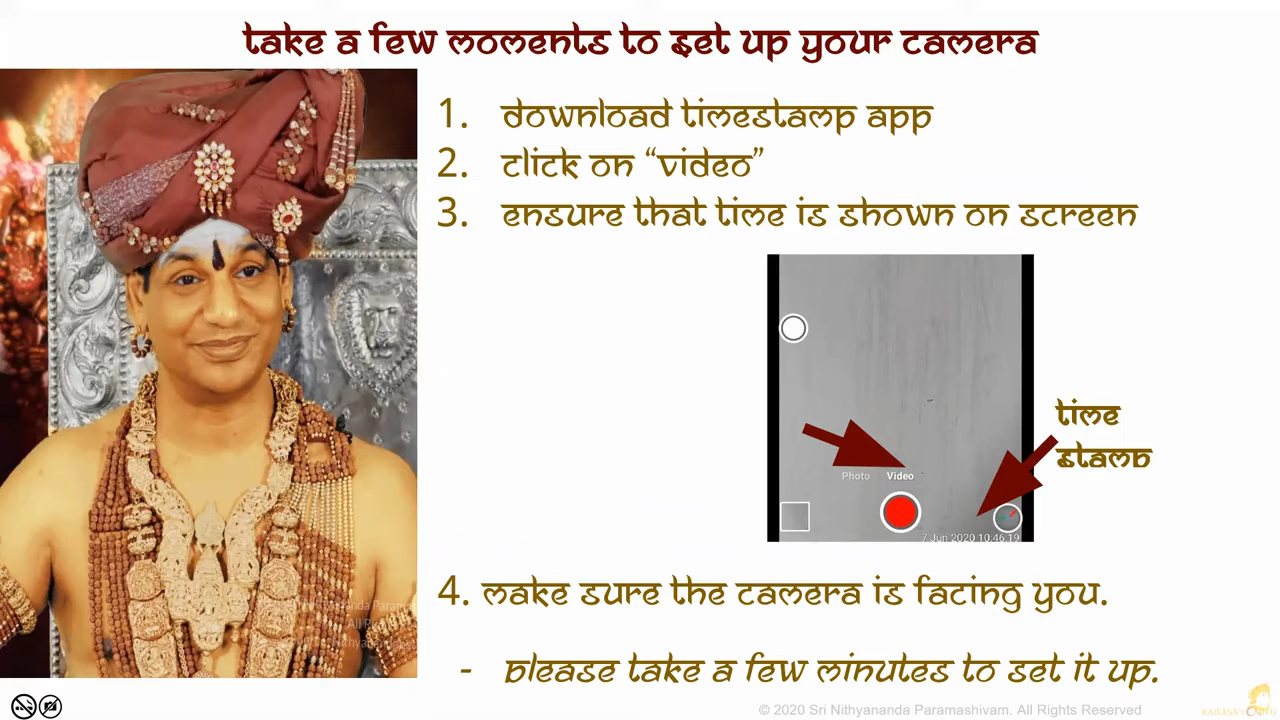 take a few moments to set up your camera
1. download timestamp app
2. click on “video”
3. ensure that time is shown on screen
Photo Video
7 Jun 2020 10:46:19
time
stamp
4. make sure the camera is facing you.
- please take a few minutes to set it up.
© 2020 Sri Nithyananda Paramashivam. All Rights Reserved